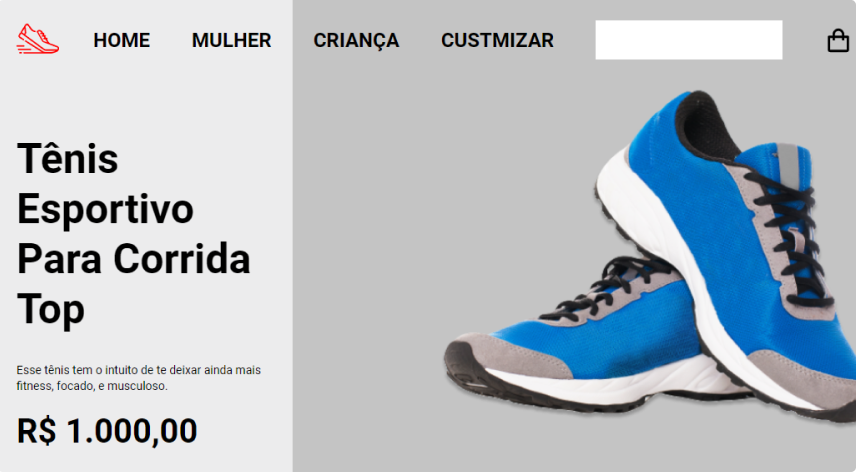 HOME MULHER CRIANÇA CUSTMIZAR
Tênis
Esportivo
Para Corrida
Top
Esse tênis tem o intuito de te deixar ainda mais
fitness, focado, e musculoso.
R$ 1.000,00